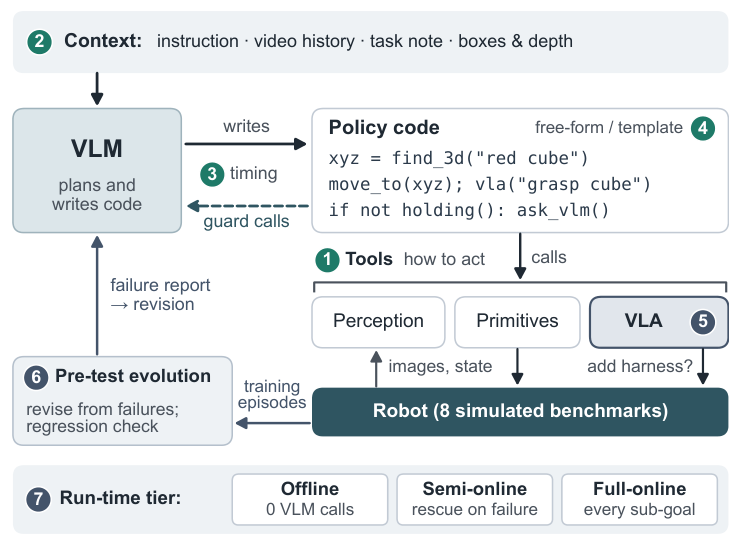 2 Context: instruction · video history · task note · boxes & depth
VLM
plans and
writes code
writes
3 timing
guard calls
Policy code
free-form / template 4
xyz = find_3d("red cube")
move_to(xyz); vla("grasp cube")
if not holding(): ask_vlm()
1 Tools how to act
calls
failure report
→ revision
Perception
Primitives
VLA 5
images, state
add harness?
6 Pre-test evolution
revise from failures;
regression check
training
episodes
Robot (8 simulated benchmarks)
7 Run-time tier:
Offline
0 VLM calls
Semi-online
rescue on failure
Full-online
every sub-goal